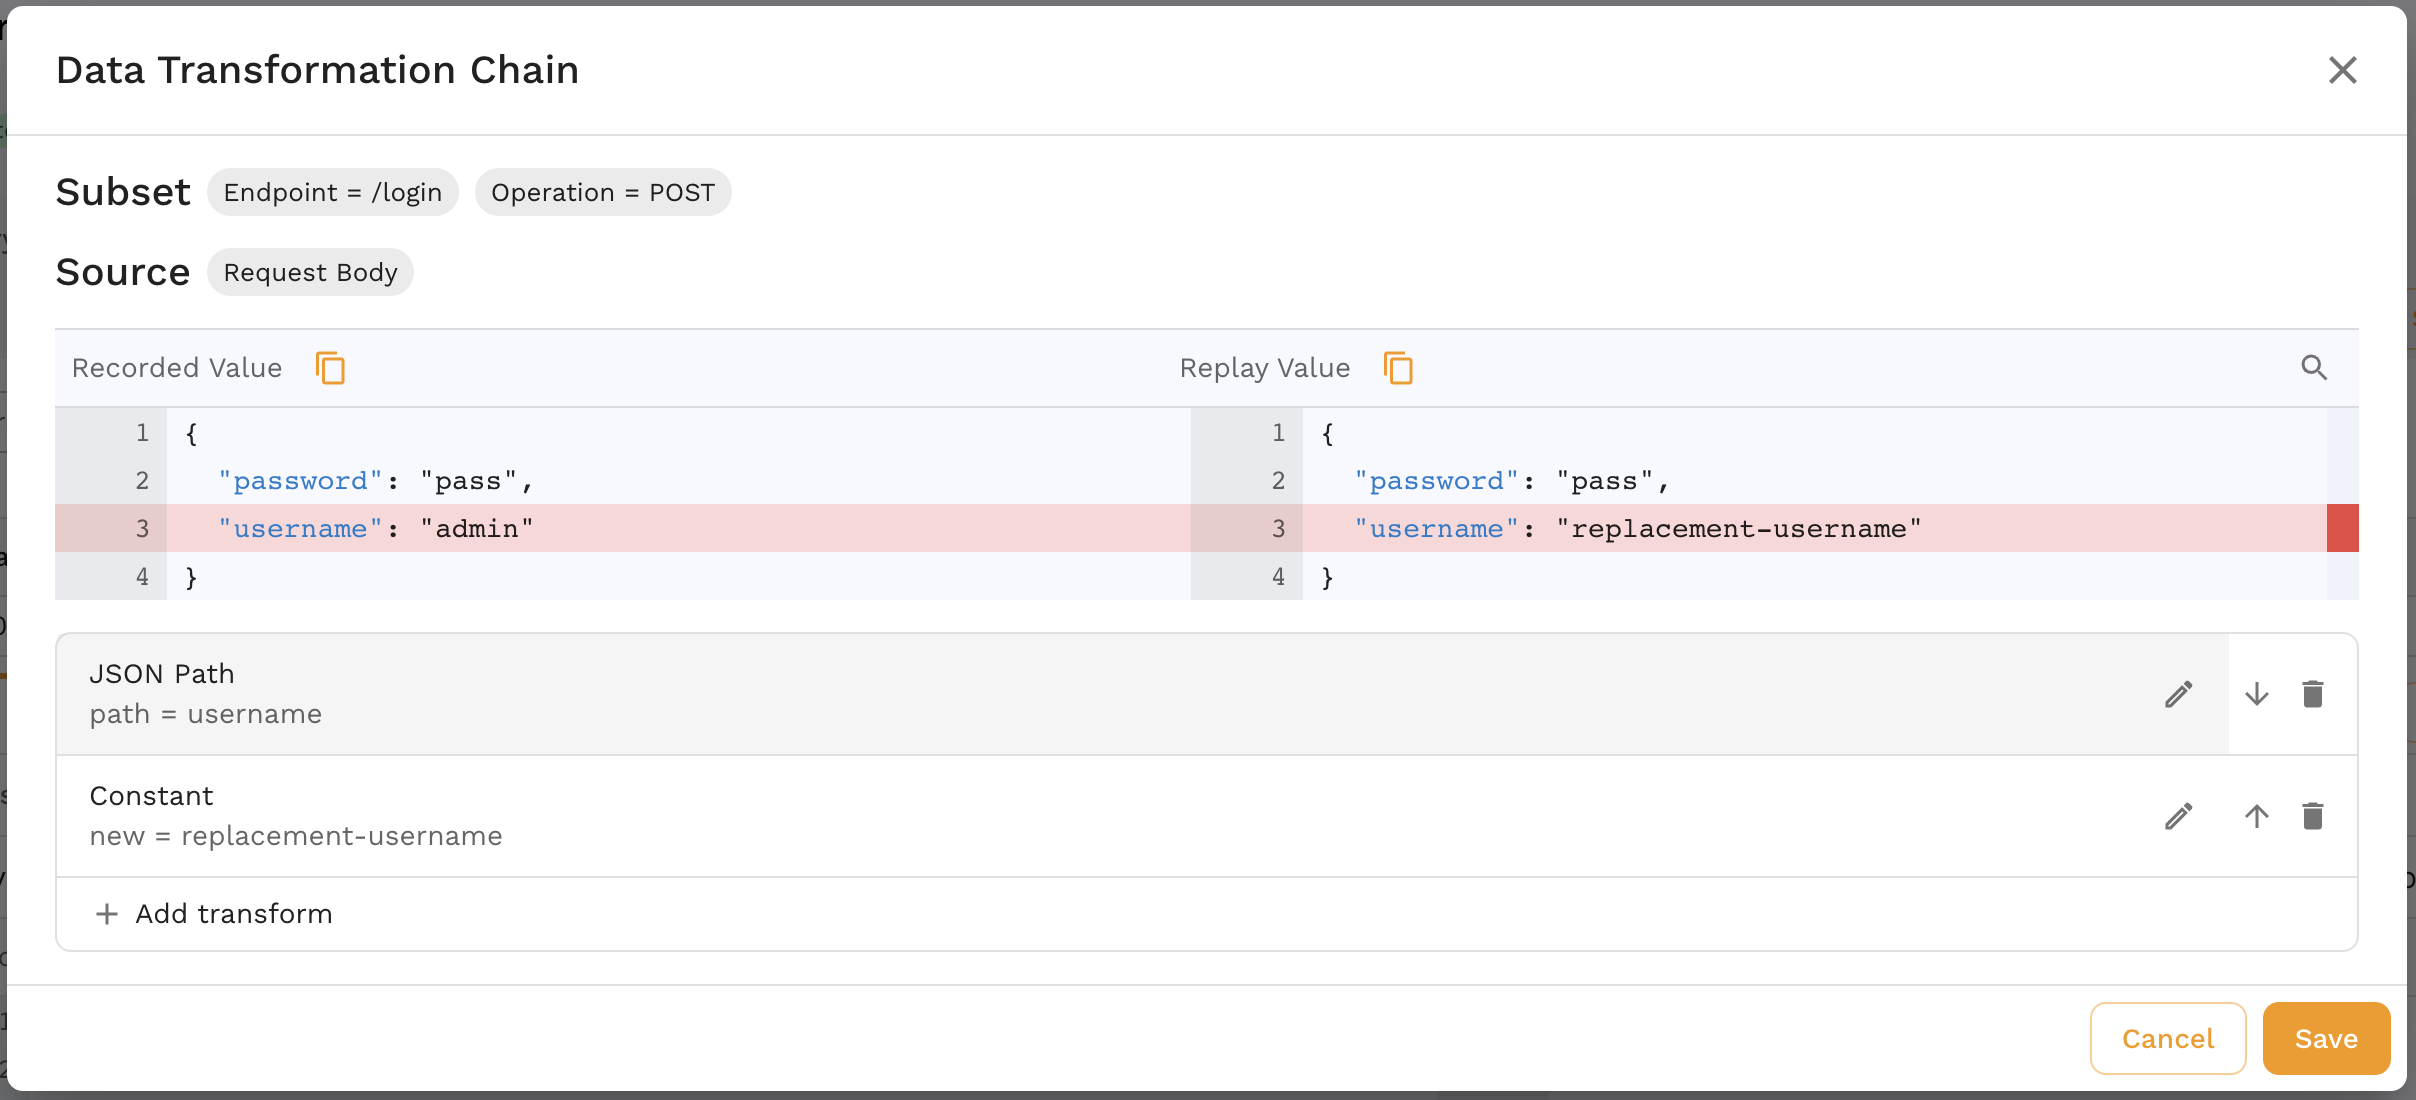 Data Transformation Chain
Subset Endpoint = /login Operation = POST
Source Request Body
Recorded Value Replay Value
1 { 1 {
2 "password": "pass", 2 "password": "pass",
3 "username": "admin" 3 "username": "replacement-username"
4 } 4 }
JSON Path
path = username
Constant
new = replacement-username
Add transform
Cancel Save